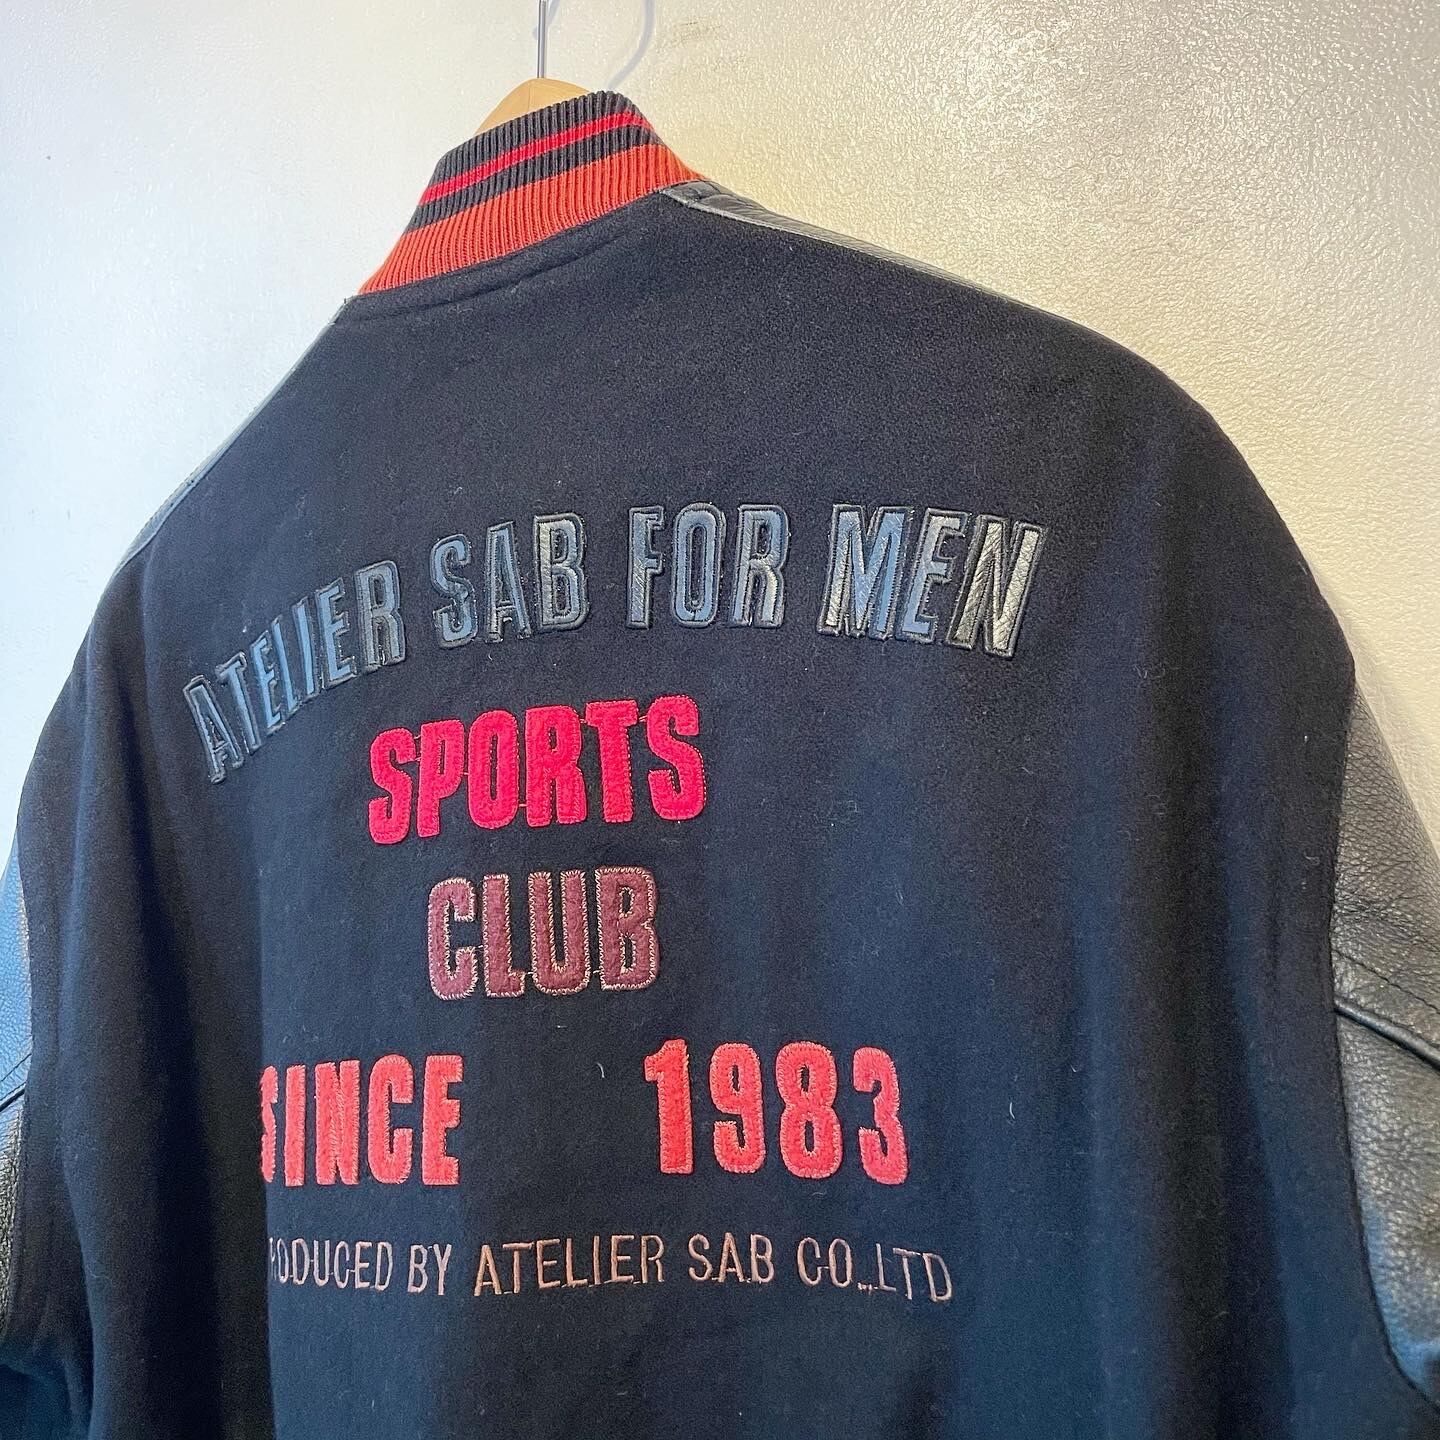 ATELIER SAB FOR MEN
SPORTS
CLUB
SINCE 1983
PRODUCED BY ATELIER SAB CO.,LTD